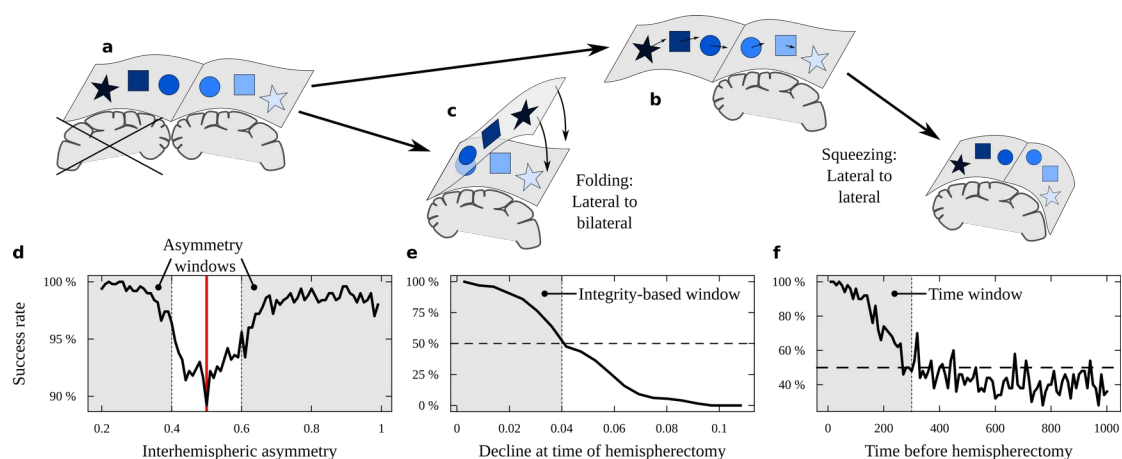 a
b
c
Folding:
Lateral to
bilateral
Squeezing:
Lateral to
lateral
d
Asymmetry
windows
100 %
95 %
90 %
Success rate
0.2
0.4
0.6
0.8
1
Interhemispheric asymmetry
e
Integrity-based window
100 %
75 %
50 %
25 %
0 %
0
0.02
0.04
0.06
0.08
0.1
Decline at time of hemispherectomy
f
Time window
100 %
80 %
60 %
40 %
0
200
400
600
800
1000
Time before hemispherectomy